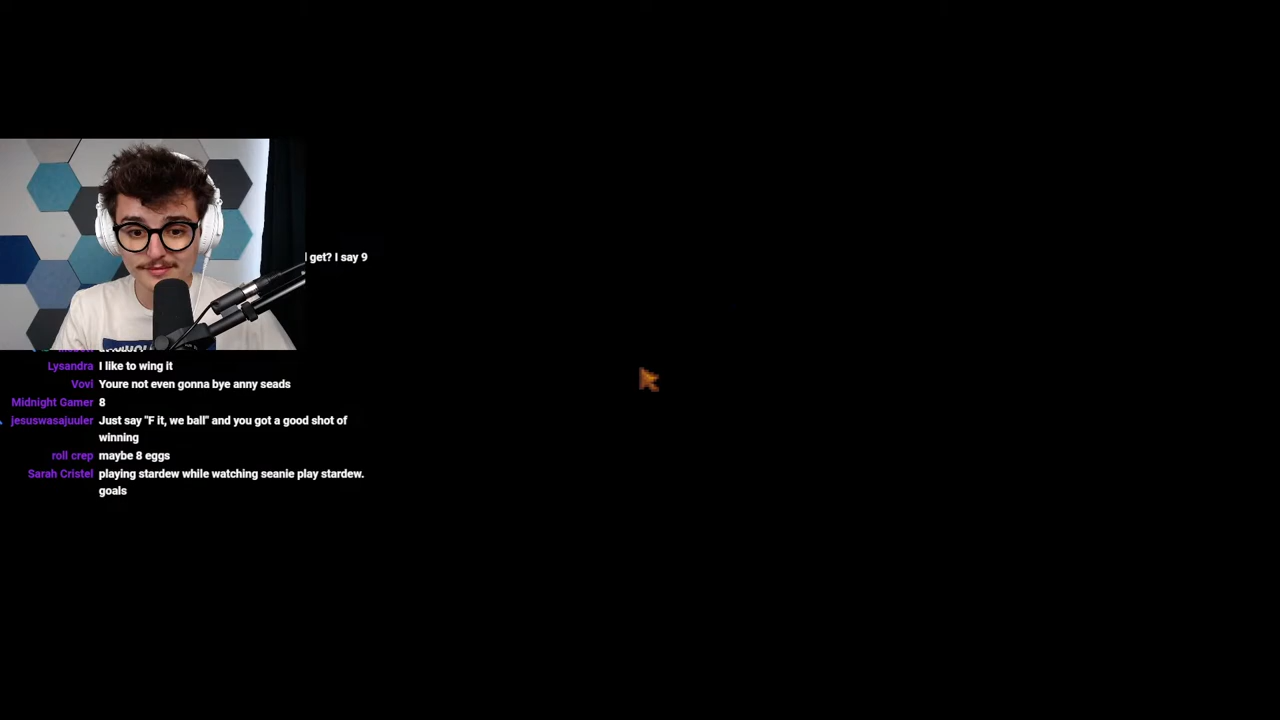 get? I say 9
Lysandra I like to wing it
Vovi Youre not even gonna bye anny seads
Midnight Gamer 8
jesuswasajuuler Just say "F it, we ball" and you got a good shot of
winning
roll crep maybe 8 eggs
Sarah Cristel playing stardew while watching seanie play stardew.
goals